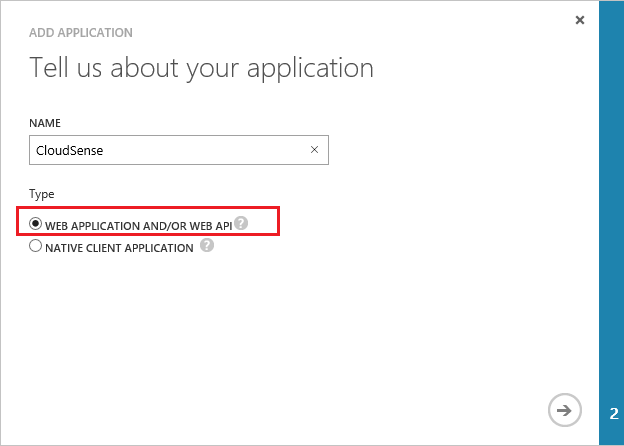 ADD APPLICATION
Tell us about your application
NAME
CloudSense
Type
WEB APPLICATION AND/OR WEB API ?
NATIVE CLIENT APPLICATION ?
2